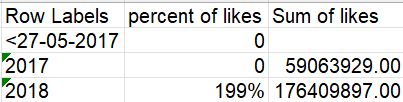 Row Labels percent of likes Sum of likes
<27-05-2017 0
2017 0 59063929.00
2018 199% 176409897.00